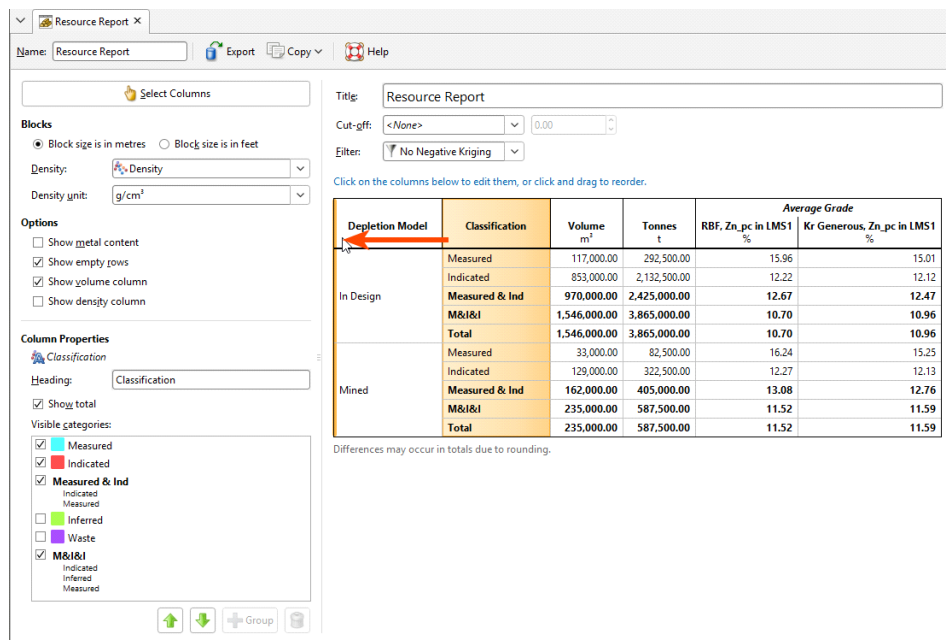 Resource Report
Name: Resource Report Export Copy Help
Select Columns
Blocks
Block size is in metres Block size is in feet
Density: Density
Density unit: g/cm³
Options
Show metal content
Show empty rows
Show volume column
Show density column
Column Properties
Classification
Heading: Classification
Show total
Visible categories:
Measured
Indicated
Measured & Ind
Indicated
Measured
Inferred
Waste
M&I&I
Indicated
Inferred
Measured
Group
Title: Resource Report
Cut-off: <None> 0.00
Filter: No Negative Kriging
Click on the columns below to edit them, or click and drag to reorder.
Average Grade
Depletion Model Classification Volume Tonnes RBF, Zn_pc in LMS1 Kr Generous, Zn_pc in LMS1
m³ t % %
Measured 117,000.00 292,500.00 15.96 15.01
Indicated 853,000.00 2,132,500.00 12.22 12.12
In Design Measured & Ind 970,000.00 2,425,000.00 12.67 12.47
M&I&I 1,546,000.00 3,865,000.00 10.70 10.96
Total 1,546,000.00 3,865,000.00 10.70 10.96
Measured 33,000.00 82,500.00 16.24 15.25
Indicated 129,000.00 322,500.00 12.27 12.13
Mined Measured & Ind 162,000.00 405,000.00 13.08 12.76
M&I&I 235,000.00 587,500.00 11.52 11.59
Total 235,000.00 587,500.00 11.52 11.59
Differences may occur in totals due to rounding.